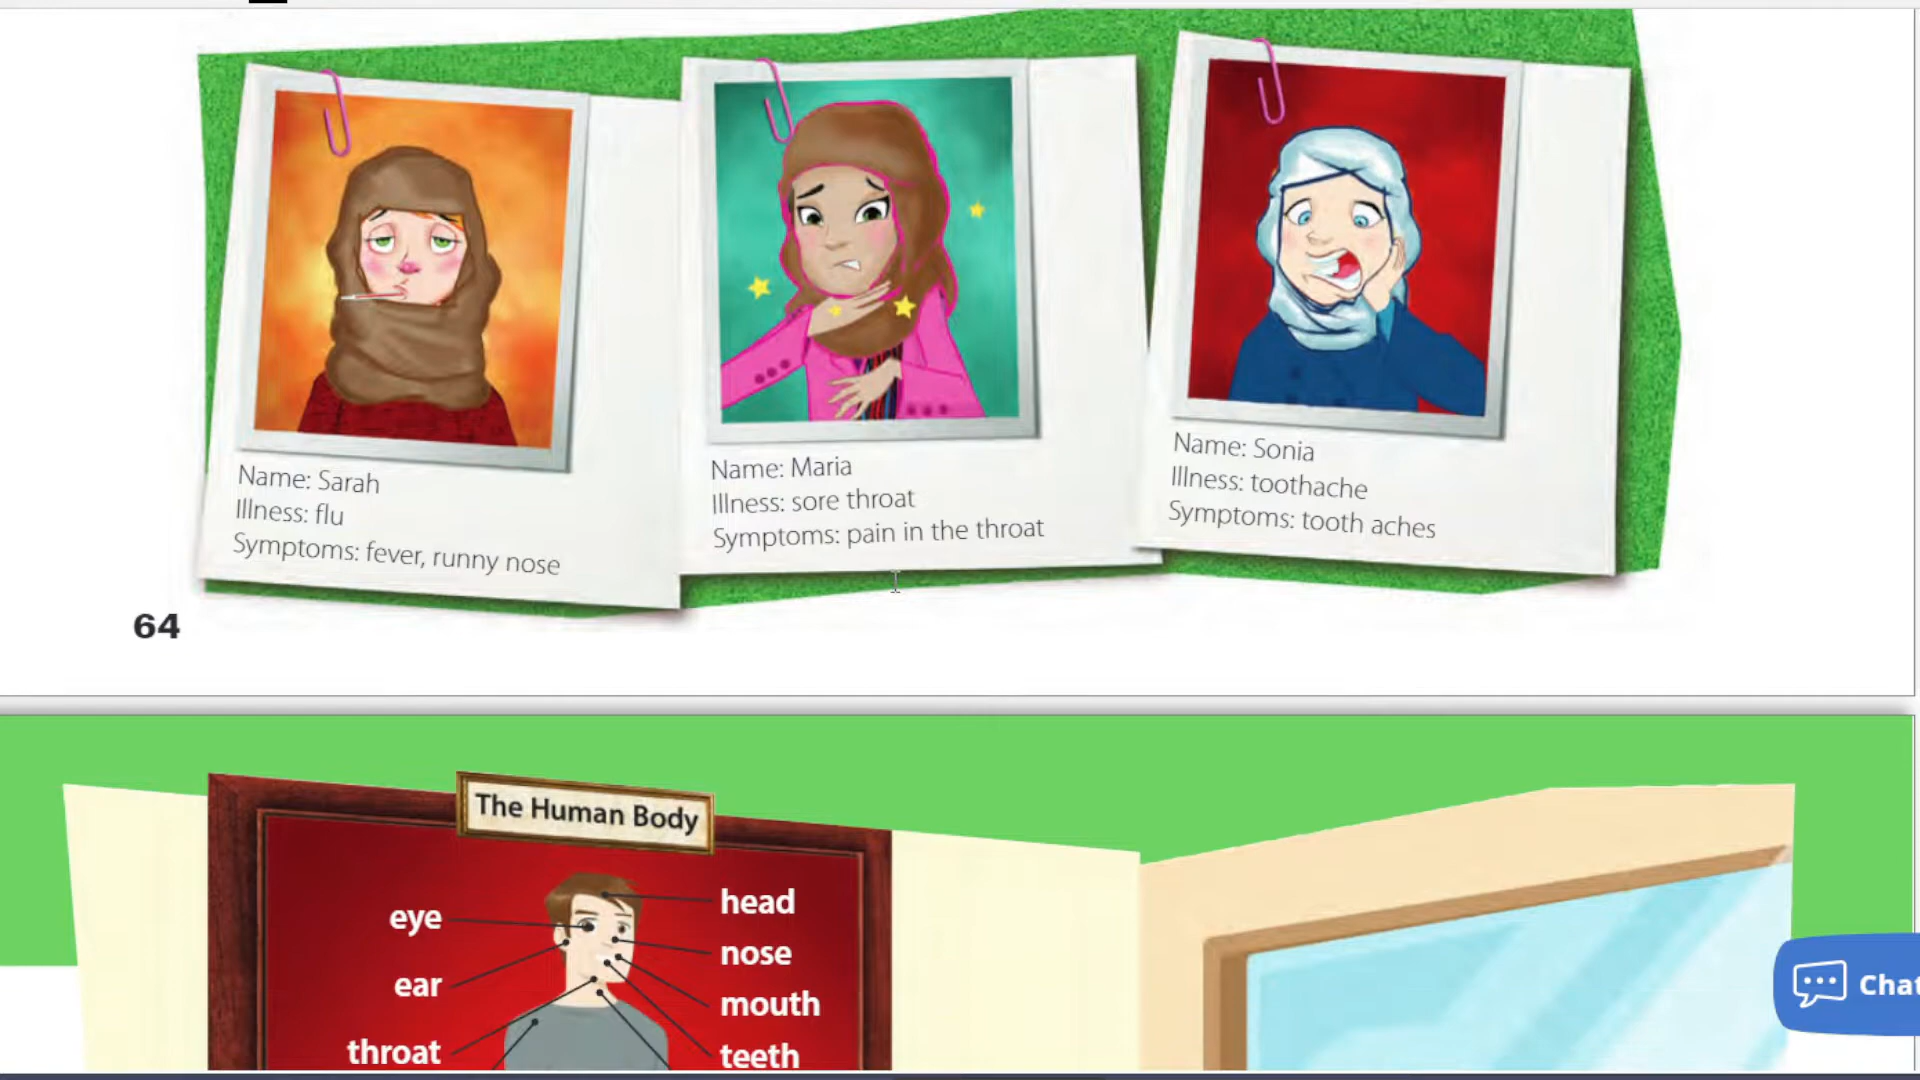 Name: Sarah
Illness: flu
Symptoms: fever, runny nose
Name: Maria
Illness: sore throat
Symptoms: pain in the throat
Name: Sonia
Illness: toothache
Symptoms: tooth aches
64
The Human Body
eye
ear
throat
head
nose
mouth
teeth
Chat